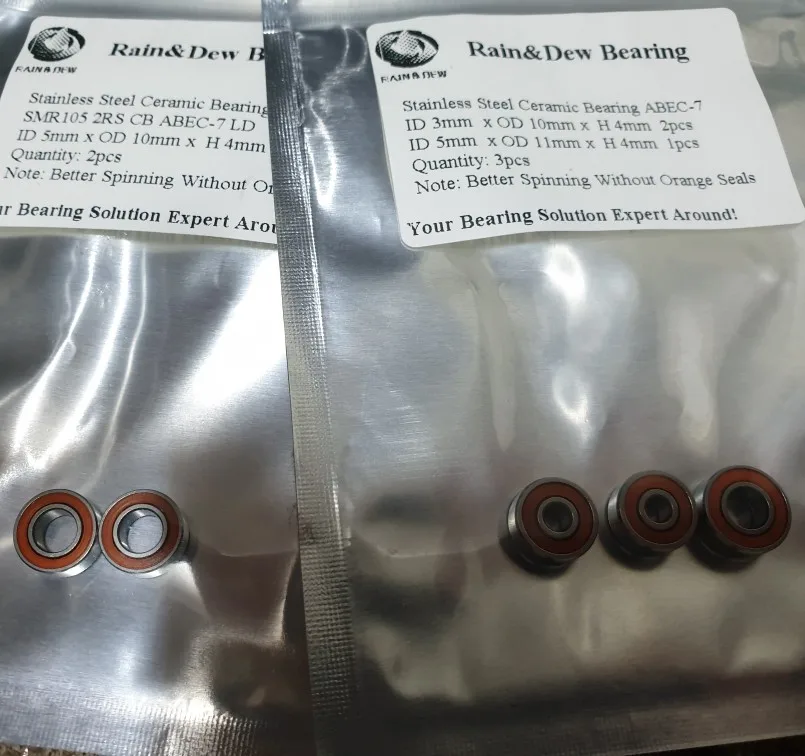 RAIN & DEW
Rain&Dew B
Stainless Steel Ceramic Bearing
SMR105 2RS CB ABEC-7 LD
ID 5mm x OD 10mm x H 4mm
Quantity: 2pcs
Note: Better Spinning Without
Bearing Solution Expert
RAIN & DEW
Rain&Dew Bearing
Stainless Steel Ceramic Bearing ABEC-7
ID 3mm x OD 10mm x H 4mm 2pcs
ID 5mm x OD 11mm x H 4mm 1pcs
Quantity: 3pcs
Note: Better Spinning Without Orange Seals
Your Bearing Solution Expert Around!